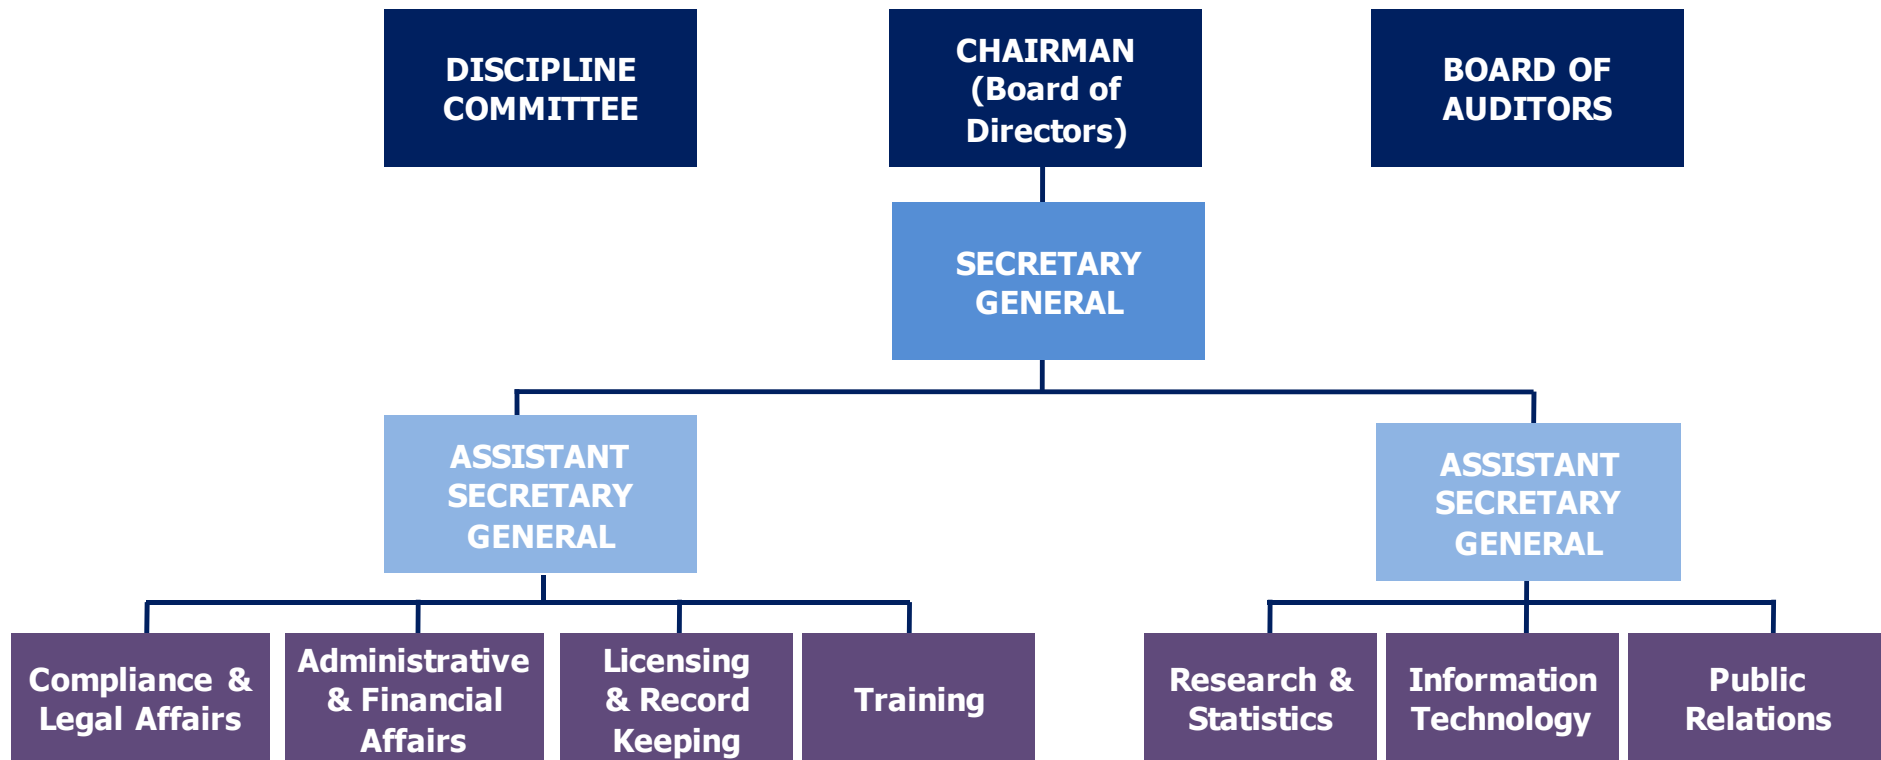 DISCIPLINE
COMMITTEE
CHAIRMAN
(Board of
Directors)
BOARD OF
AUDITORS
SECRETARY
GENERAL
ASSISTANT
SECRETARY
GENERAL
ASSISTANT
SECRETARY
GENERAL
Compliance &
Legal Affairs
Administrative
& Financial
Affairs
Licensing
& Record
Keeping
Training
Research &
Statistics
Information
Technology
Public
Relations